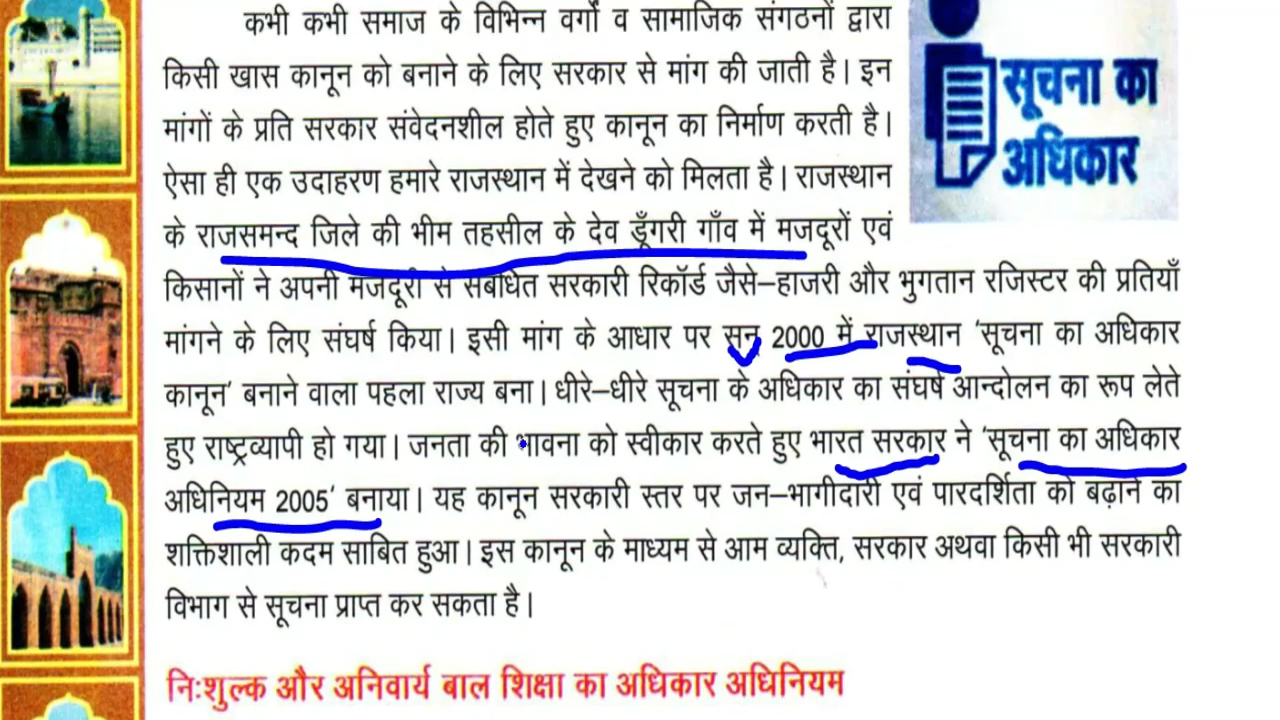 कभी कभी समाज के विभिन्न वर्गों व सामाजिक संगठनों द्वारा
किसी खास कानून को बनाने के लिए सरकार से मांग की जाती है। इन
मांगों के प्रति सरकार संवेदनशील होते हुए कानून का निर्माण करती है।
ऐसा ही एक उदाहरण हमारे राजस्थान में देखने को मिलता है। राजस्थान
के राजसमन्द जिले की भीम तहसील के देव डूँगरी गाँव में मजदूरों एवं
किसानों ने अपनी मजदूरी से संबंधित सरकारी रिकॉर्ड जैसे–हाजरी और भुगतान रजिस्टर की प्रतियाँ
मांगने के लिए संघर्ष किया। इसी मांग के आधार पर सन् 2000 में राजस्थान 'सूचना का अधिकार
कानून' बनाने वाला पहला राज्य बना। धीरे–धीरे सूचना के अधिकार का संघर्ष आन्दोलन का रूप लेते
हुए राष्ट्रव्यापी हो गया। जनता की भावना को स्वीकार करते हुए भारत सरकार ने 'सूचना का अधिकार
अधिनियम 2005' बनाया। यह कानून सरकारी स्तर पर जन–भागीदारी एवं पारदर्शिता को बढ़ाने का
शक्तिशाली कदम साबित हुआ। इस कानून के माध्यम से आम व्यक्ति, सरकार अथवा किसी भी सरकारी
विभाग से सूचना प्राप्त कर सकता है।
सूचना का
अधिकार
निःशुल्क और अनिवार्य बाल शिक्षा का अधिकार अधिनियम